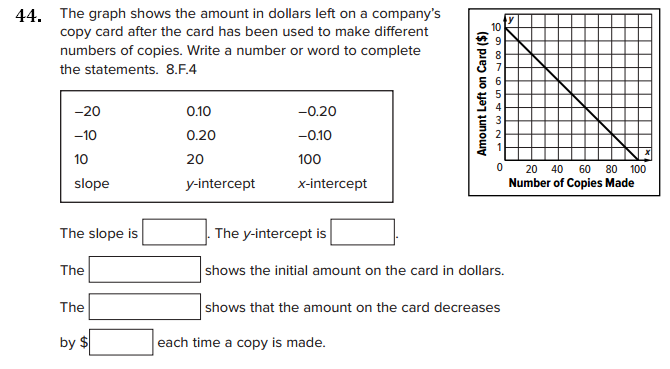 44. The graph shows the amount in dollars left on a company's
copy card after the card has been used to make different
numbers of copies. Write a number or word to complete
the statements. 8.F.4
−20 0.10 −0.20
−10 0.20 −0.10
10 20 100
slope y-intercept x-intercept
y
10
9
8
7
6
5
4
3
2
1
0
x
20 40 60 80 100
Amount Left on Card ($)
Number of Copies Made
The slope is . The y-intercept is .
The shows the initial amount on the card in dollars.
The shows that the amount on the card decreases
by $ each time a copy is made.